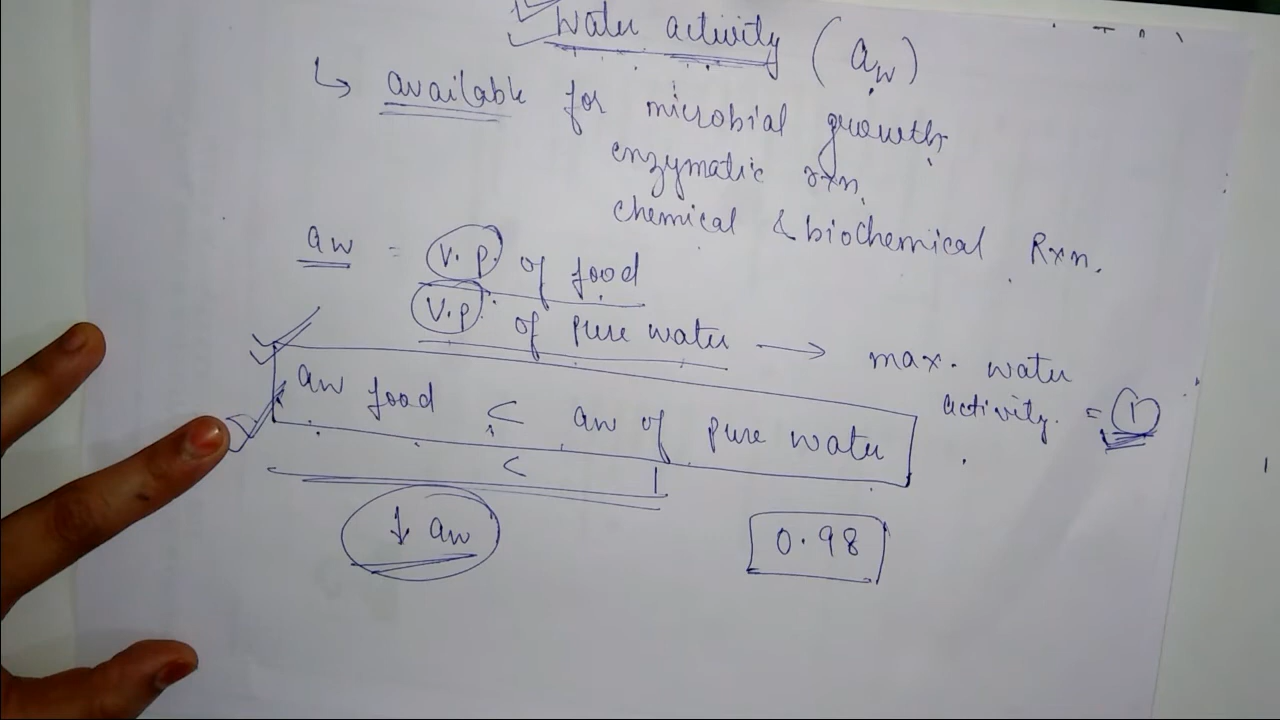 Water activity (aw)
↳ available for microbial growth
enzymatic rxn.
chemical & biochemical Rxn.
aw = V.P. of food
V.P. of pure water → max. water
activity. = 1
aw food < aw of pure water
< 1
↓ aw
0.98